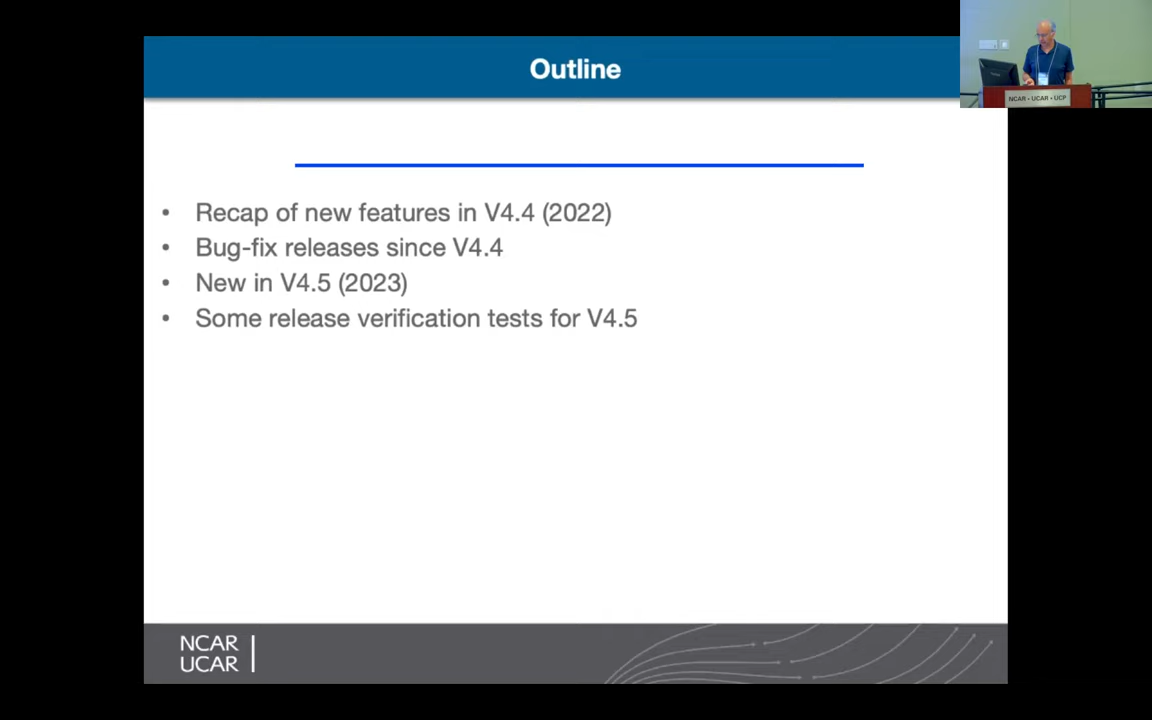 Outline
NCAR • UCAR • UCP
• Recap of new features in V4.4 (2022)
• Bug-fix releases since V4.4
• New in V4.5 (2023)
• Some release verification tests for V4.5
NCAR
UCAR